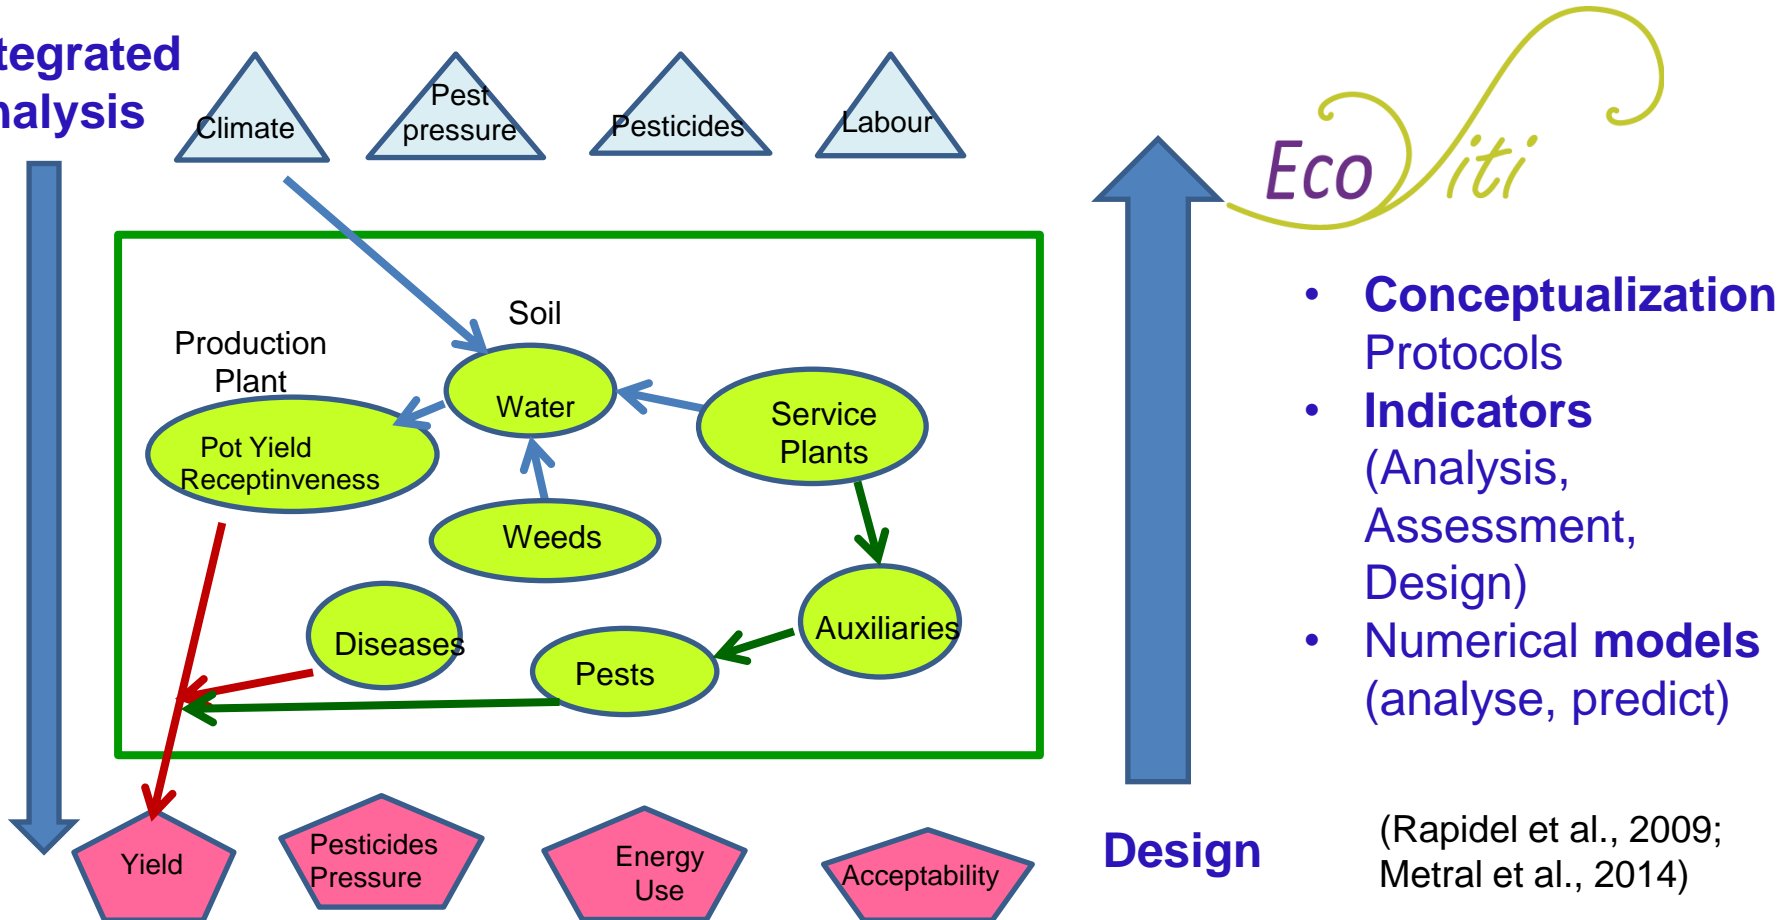 tegrated
nalysis
Climate
Pest
pressure
Pesticides
Labour
Eco Viti
Soil
Production
Plant
Water
Pot Yield
Receptinveness
Service
Plants
Weeds
Diseases
Auxiliaries
Pests
Yield
Pesticides
Pressure
Energy
Use
Acceptability
Design
• Conceptualization
Protocols
• Indicators
(Analysis,
Assessment,
Design)
• Numerical models
(analyse, predict)
(Rapidel et al., 2009;
Metral et al., 2014)